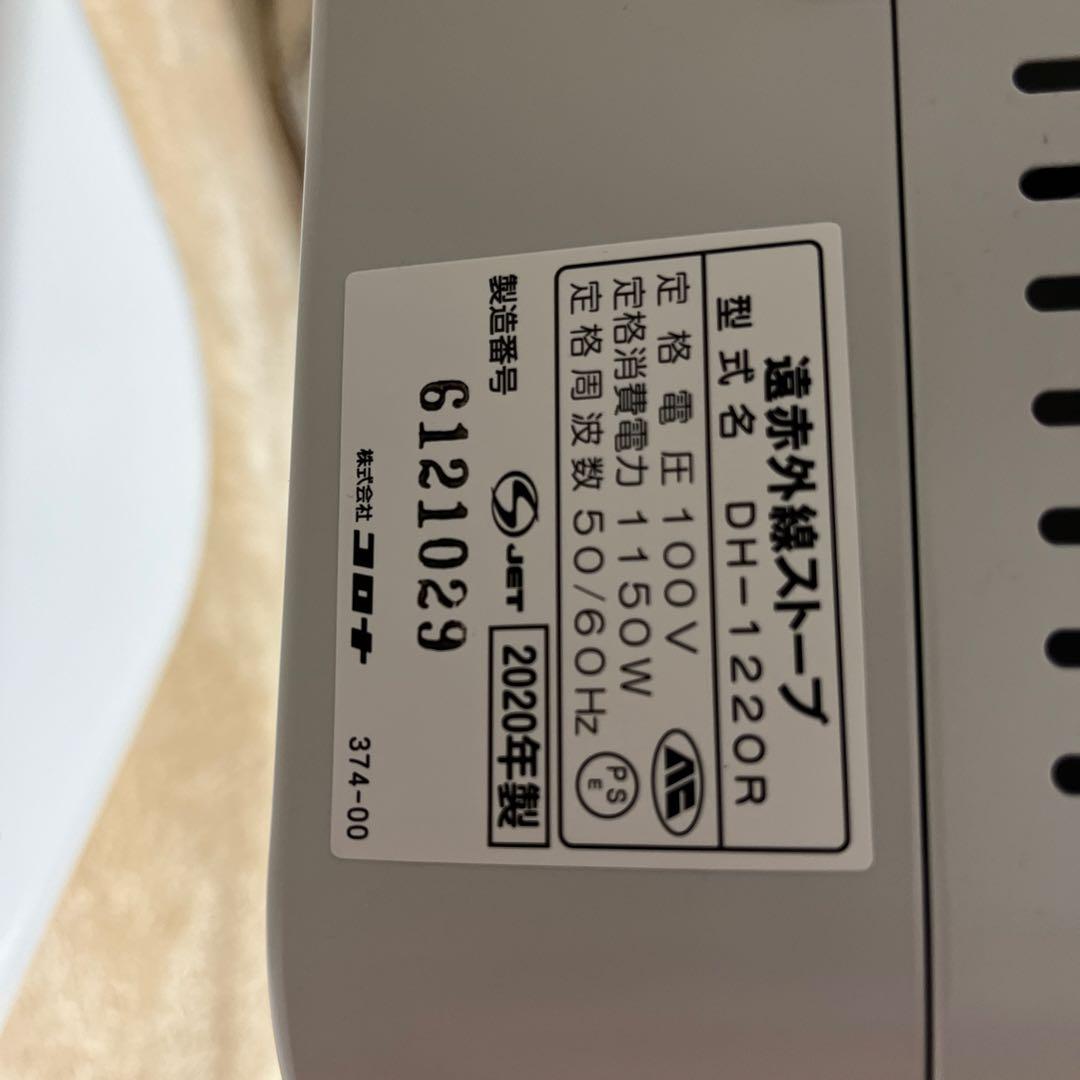 遠赤外線ストーブ
型式名 DH-1220R
定格電圧 100V
定格消費電力 1150W
定格周波数 50/60Hz
PS
E
製造番号 JET 2020年製
6121029
株式会社 コロナ 374-00